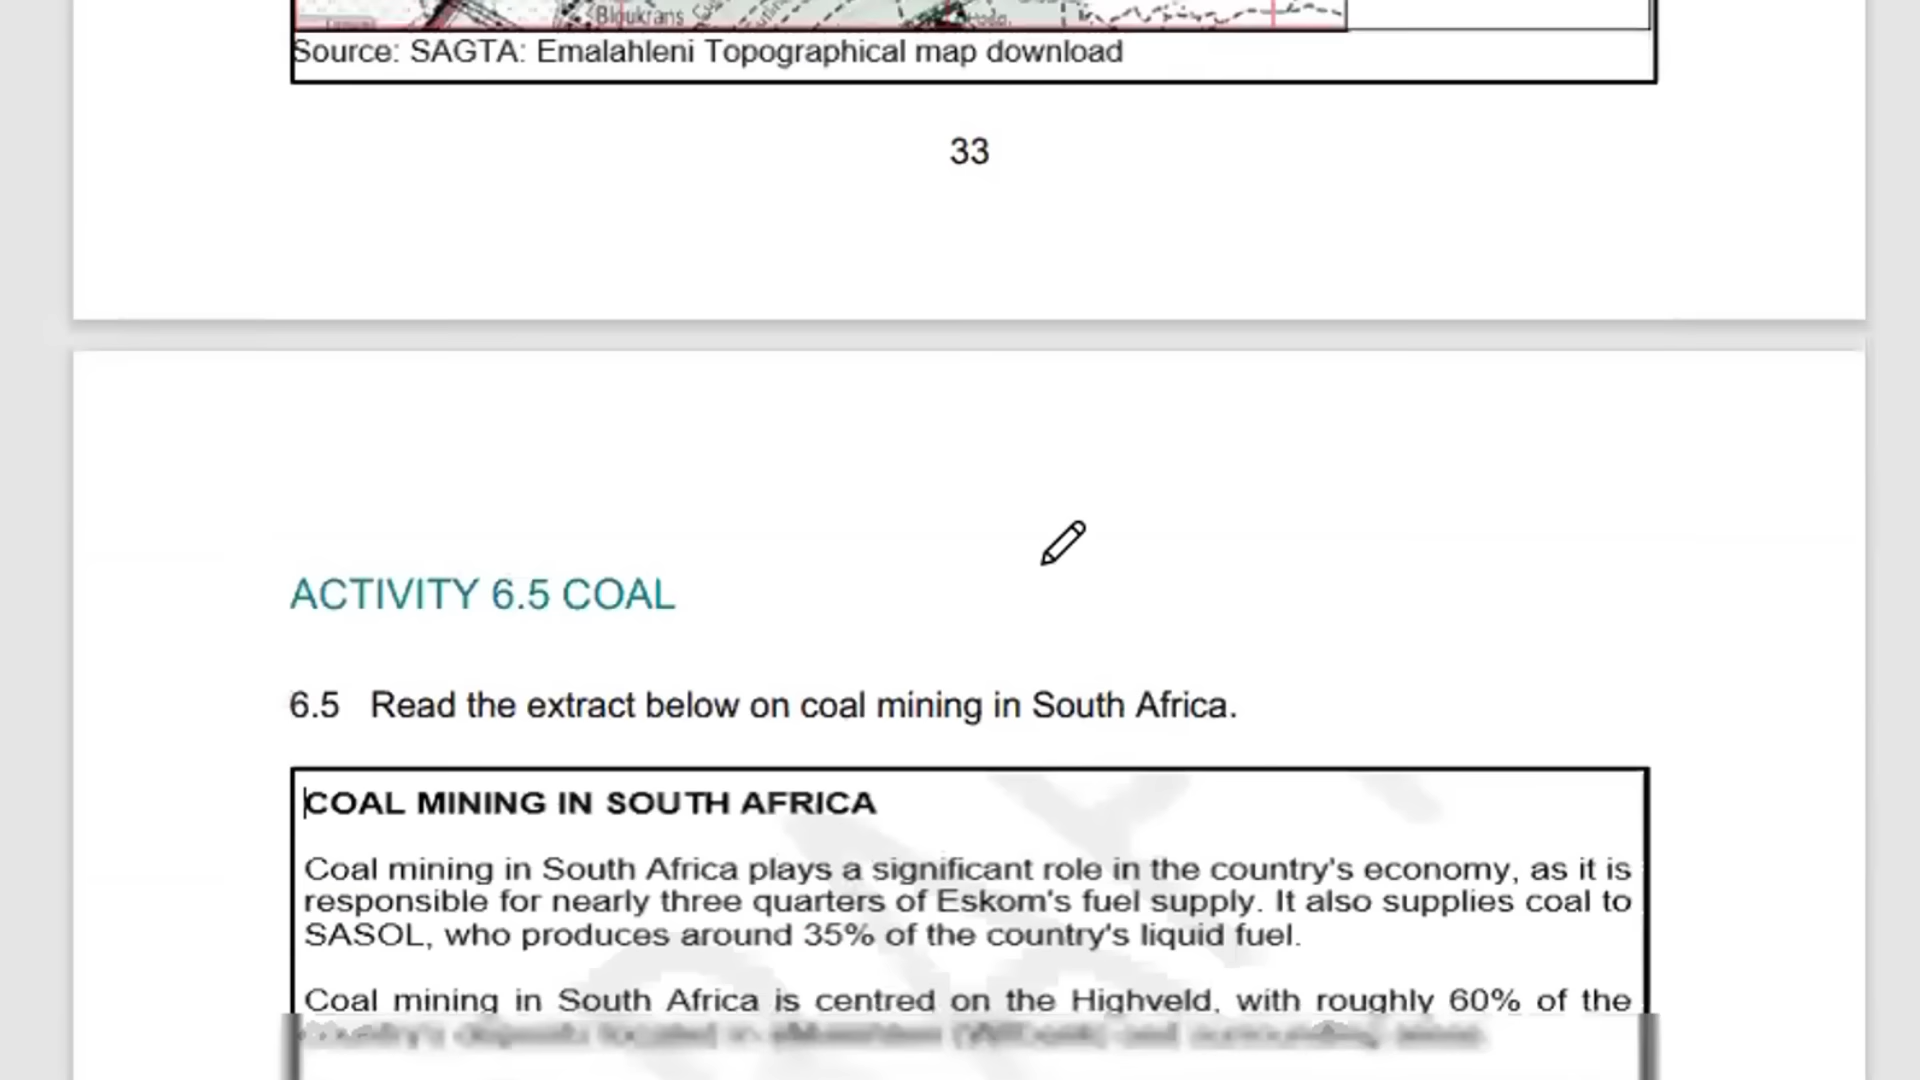 Bloukrans
Source: SAGTA: Emalahleni Topographical map download
33
ACTIVITY 6.5 COAL
6.5 Read the extract below on coal mining in South Africa.
COAL MINING IN SOUTH AFRICA
Coal mining in South Africa plays a significant role in the country's economy, as it is
responsible for nearly three quarters of Eskom's fuel supply. It also supplies coal to
SASOL, who produces around 35% of the country's liquid fuel.
Coal mining in South Africa is centred on the Highveld, with roughly 60% of the